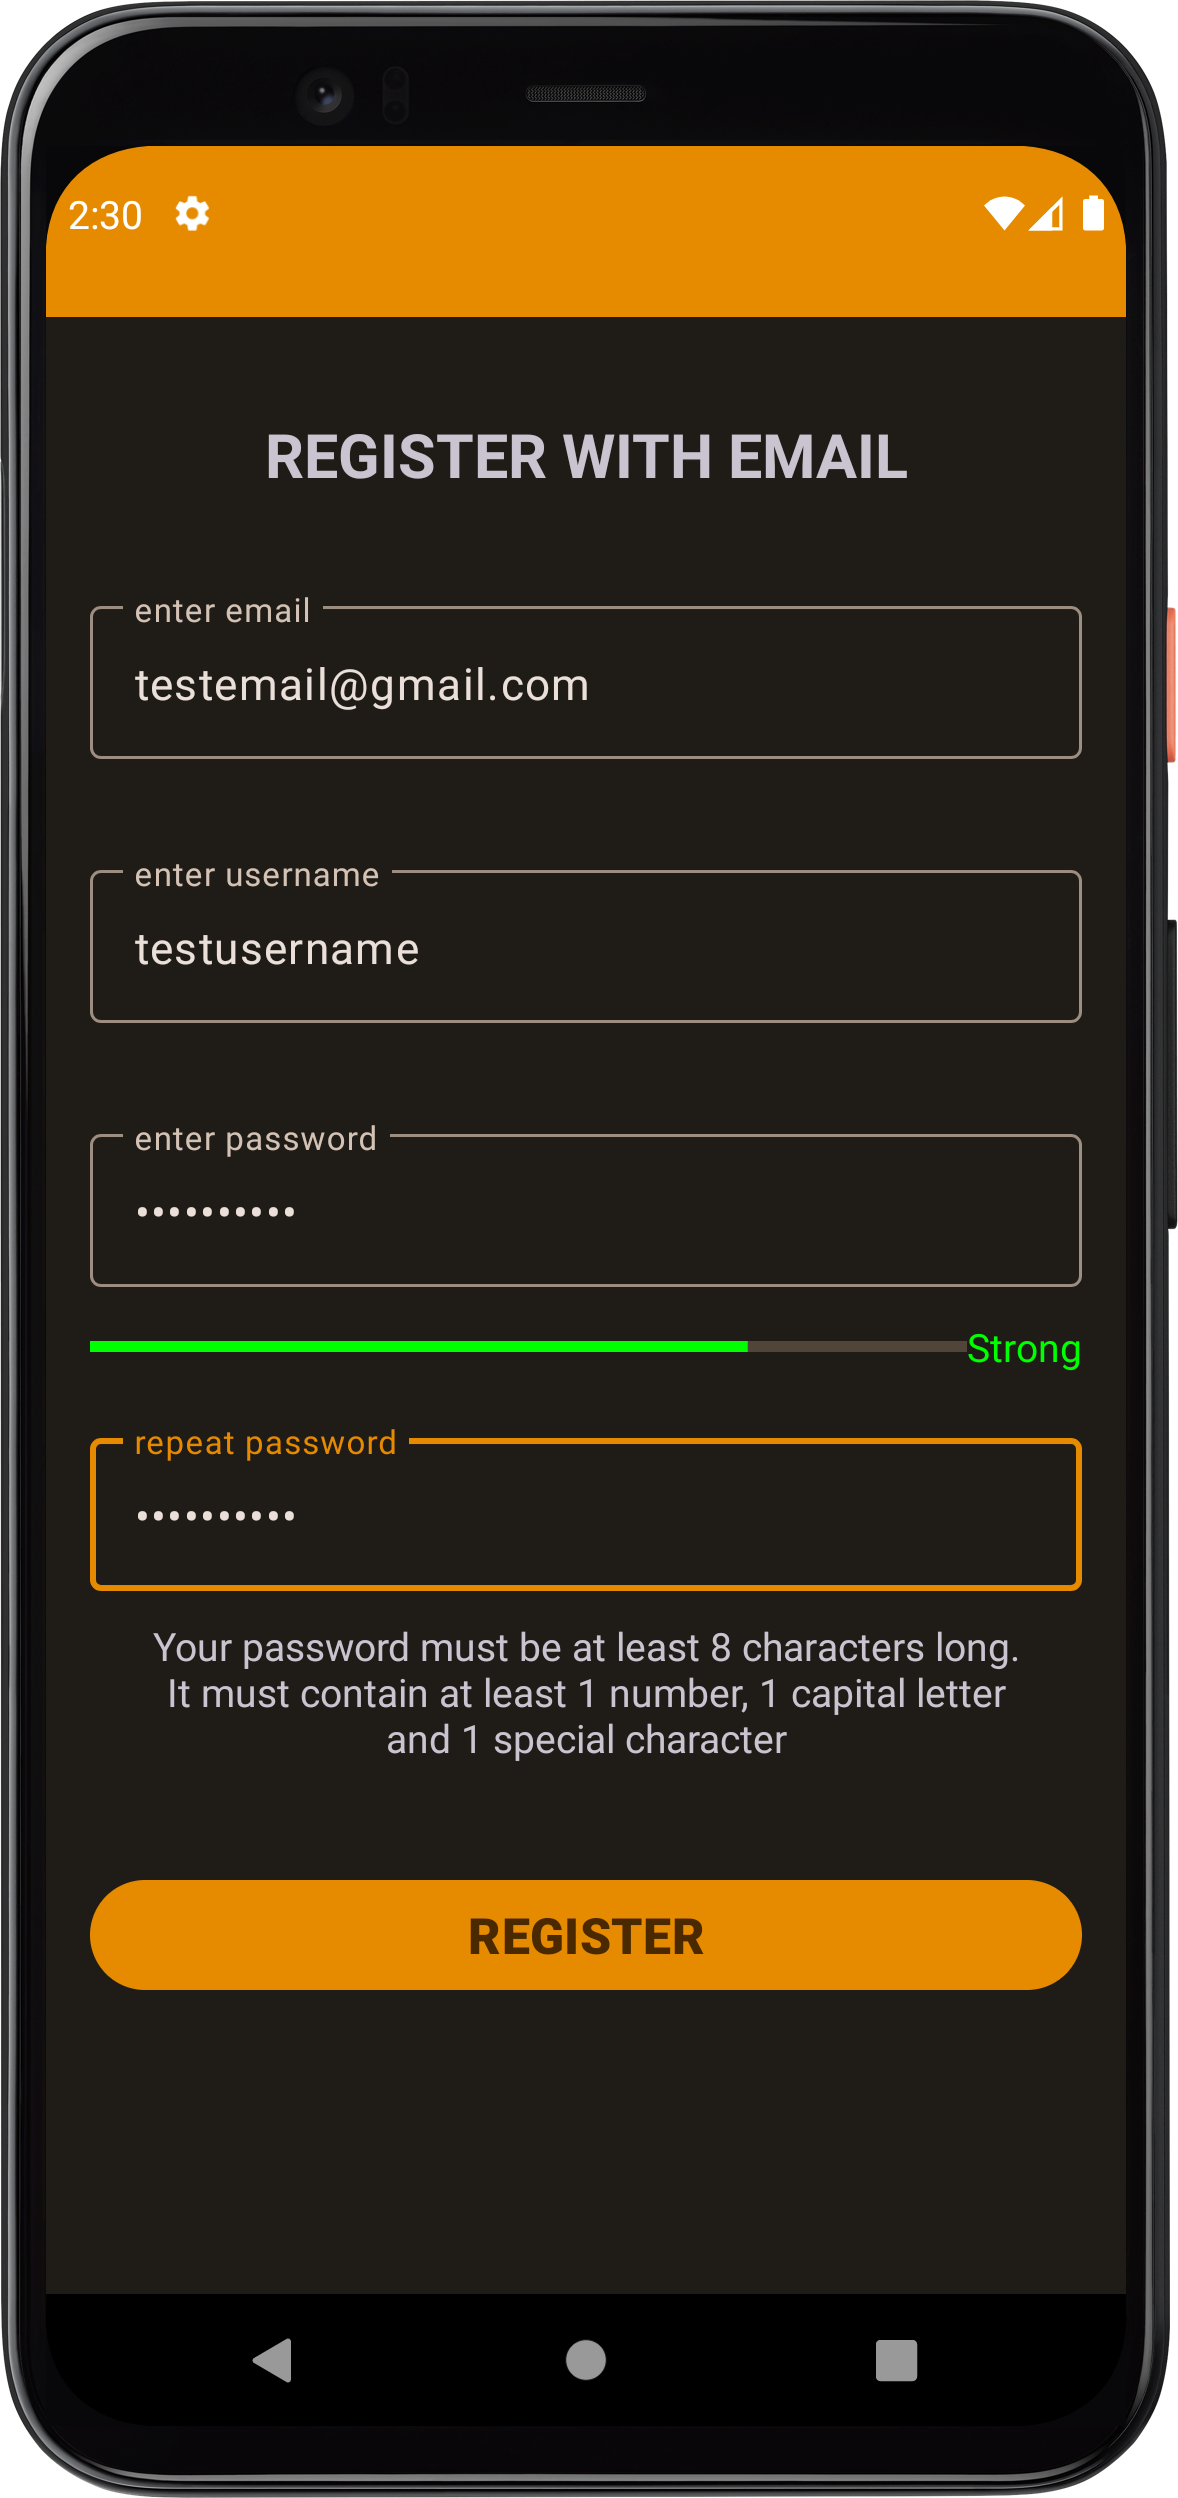 2:30
REGISTER WITH EMAIL
enter email
testemail@gmail.com
enter username
testusername
enter password
••••••••••
Strong
repeat password
••••••••••
Your password must be at least 8 characters long.
It must contain at least 1 number, 1 capital letter
and 1 special character
REGISTER